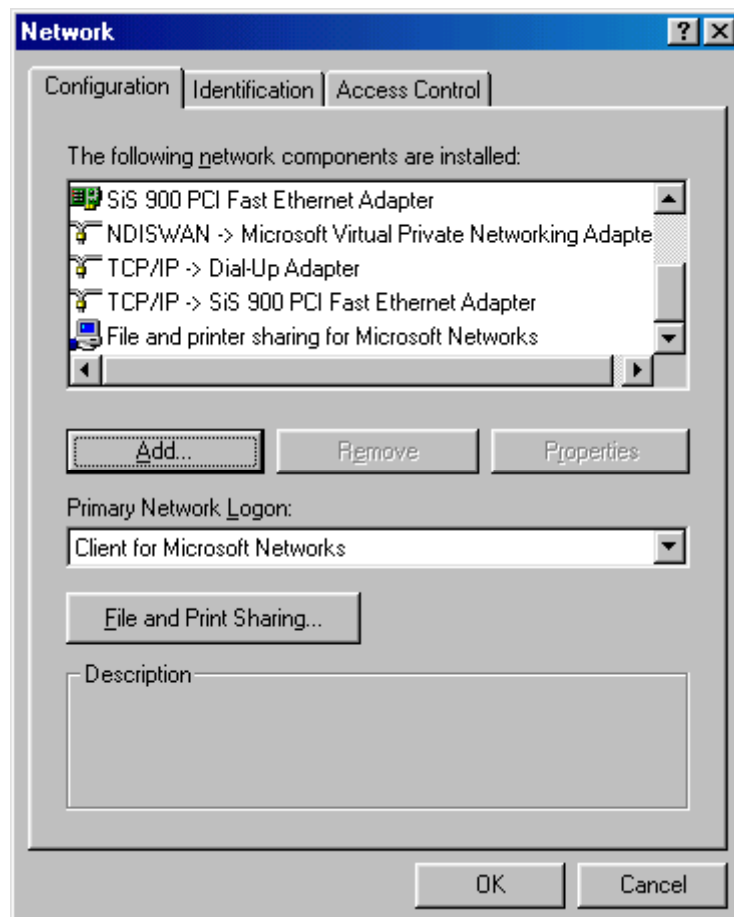 Network
Configuration Identification Access Control
The following network components are installed:
SiS 900 PCI Fast Ethernet Adapter
NDISWAN -> Microsoft Virtual Private Networking Adapte
TCP/IP -> Dial-Up Adapter
TCP/IP -> SiS 900 PCI Fast Ethernet Adapter
File and printer sharing for Microsoft Networks
Add... Remove Properties
Primary Network Logon:
Client for Microsoft Networks
File and Print Sharing...
Description
OK Cancel